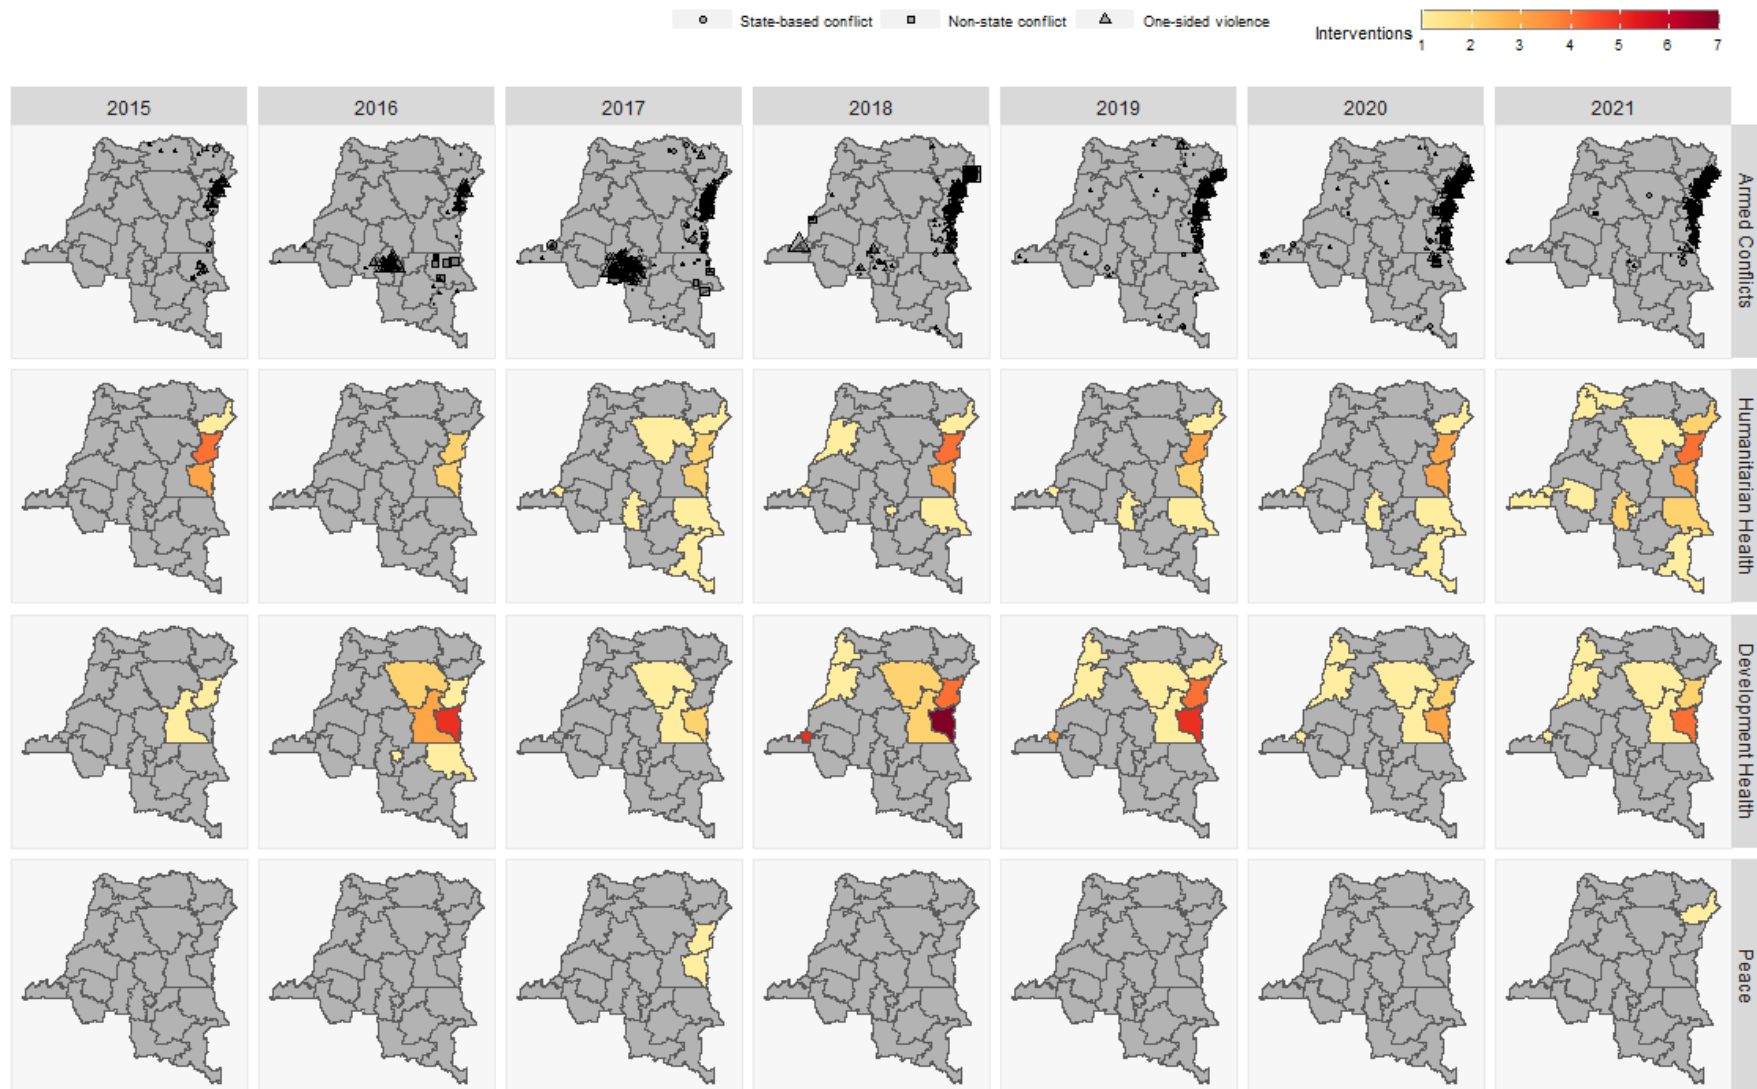 State-based conflict Non-state conflict One-sided violence
Interventions
1 2 3 4 5 6 7
2015 2016 2017 2018 2019 2020 2021
Armed Conflicts
Humanitarian Health
Development Health
Peace